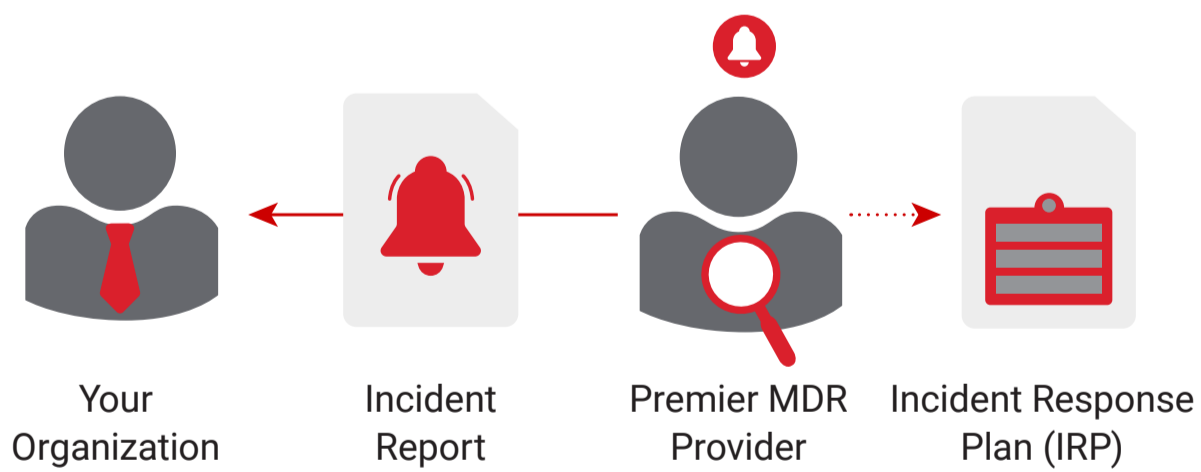 Your
Organization
Incident
Report
Premier MDR
Provider
Incident Response
Plan (IRP)